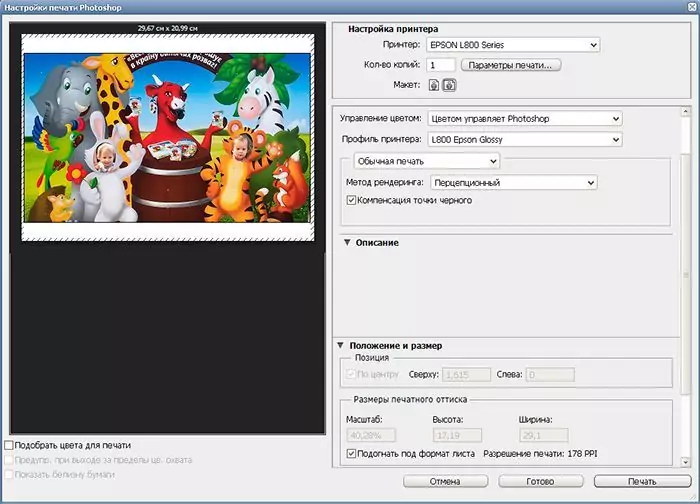 Настройки печати Photoshop
29,67 см x 20,99 см
в країну
розваг!
Настройка принтера
Принтер: EPSON L800 Series
Кол-во копий: 1 Параметры печати...
Макет:
Управление цветом: Цветом управляет Photoshop
Профиль принтера: L800 Epson Glossy
Обычная печать
Метод рендеринга: Перцепционный
Компенсация точки черного
Описание
Положение и размер
Позиция
По центру Сверху: 1,615 Слева: 0
Размеры печатного оттиска
Масштаб: Высота: Ширина:
40,28% 17,19 29,1
Подогнать под формат листа Разрешение печати: 178 PPI
Подобрать цвета для печати
Предупр. при выходе за пределы цв. охвата
Показать белизну бумаги
Отмена Готово Печать